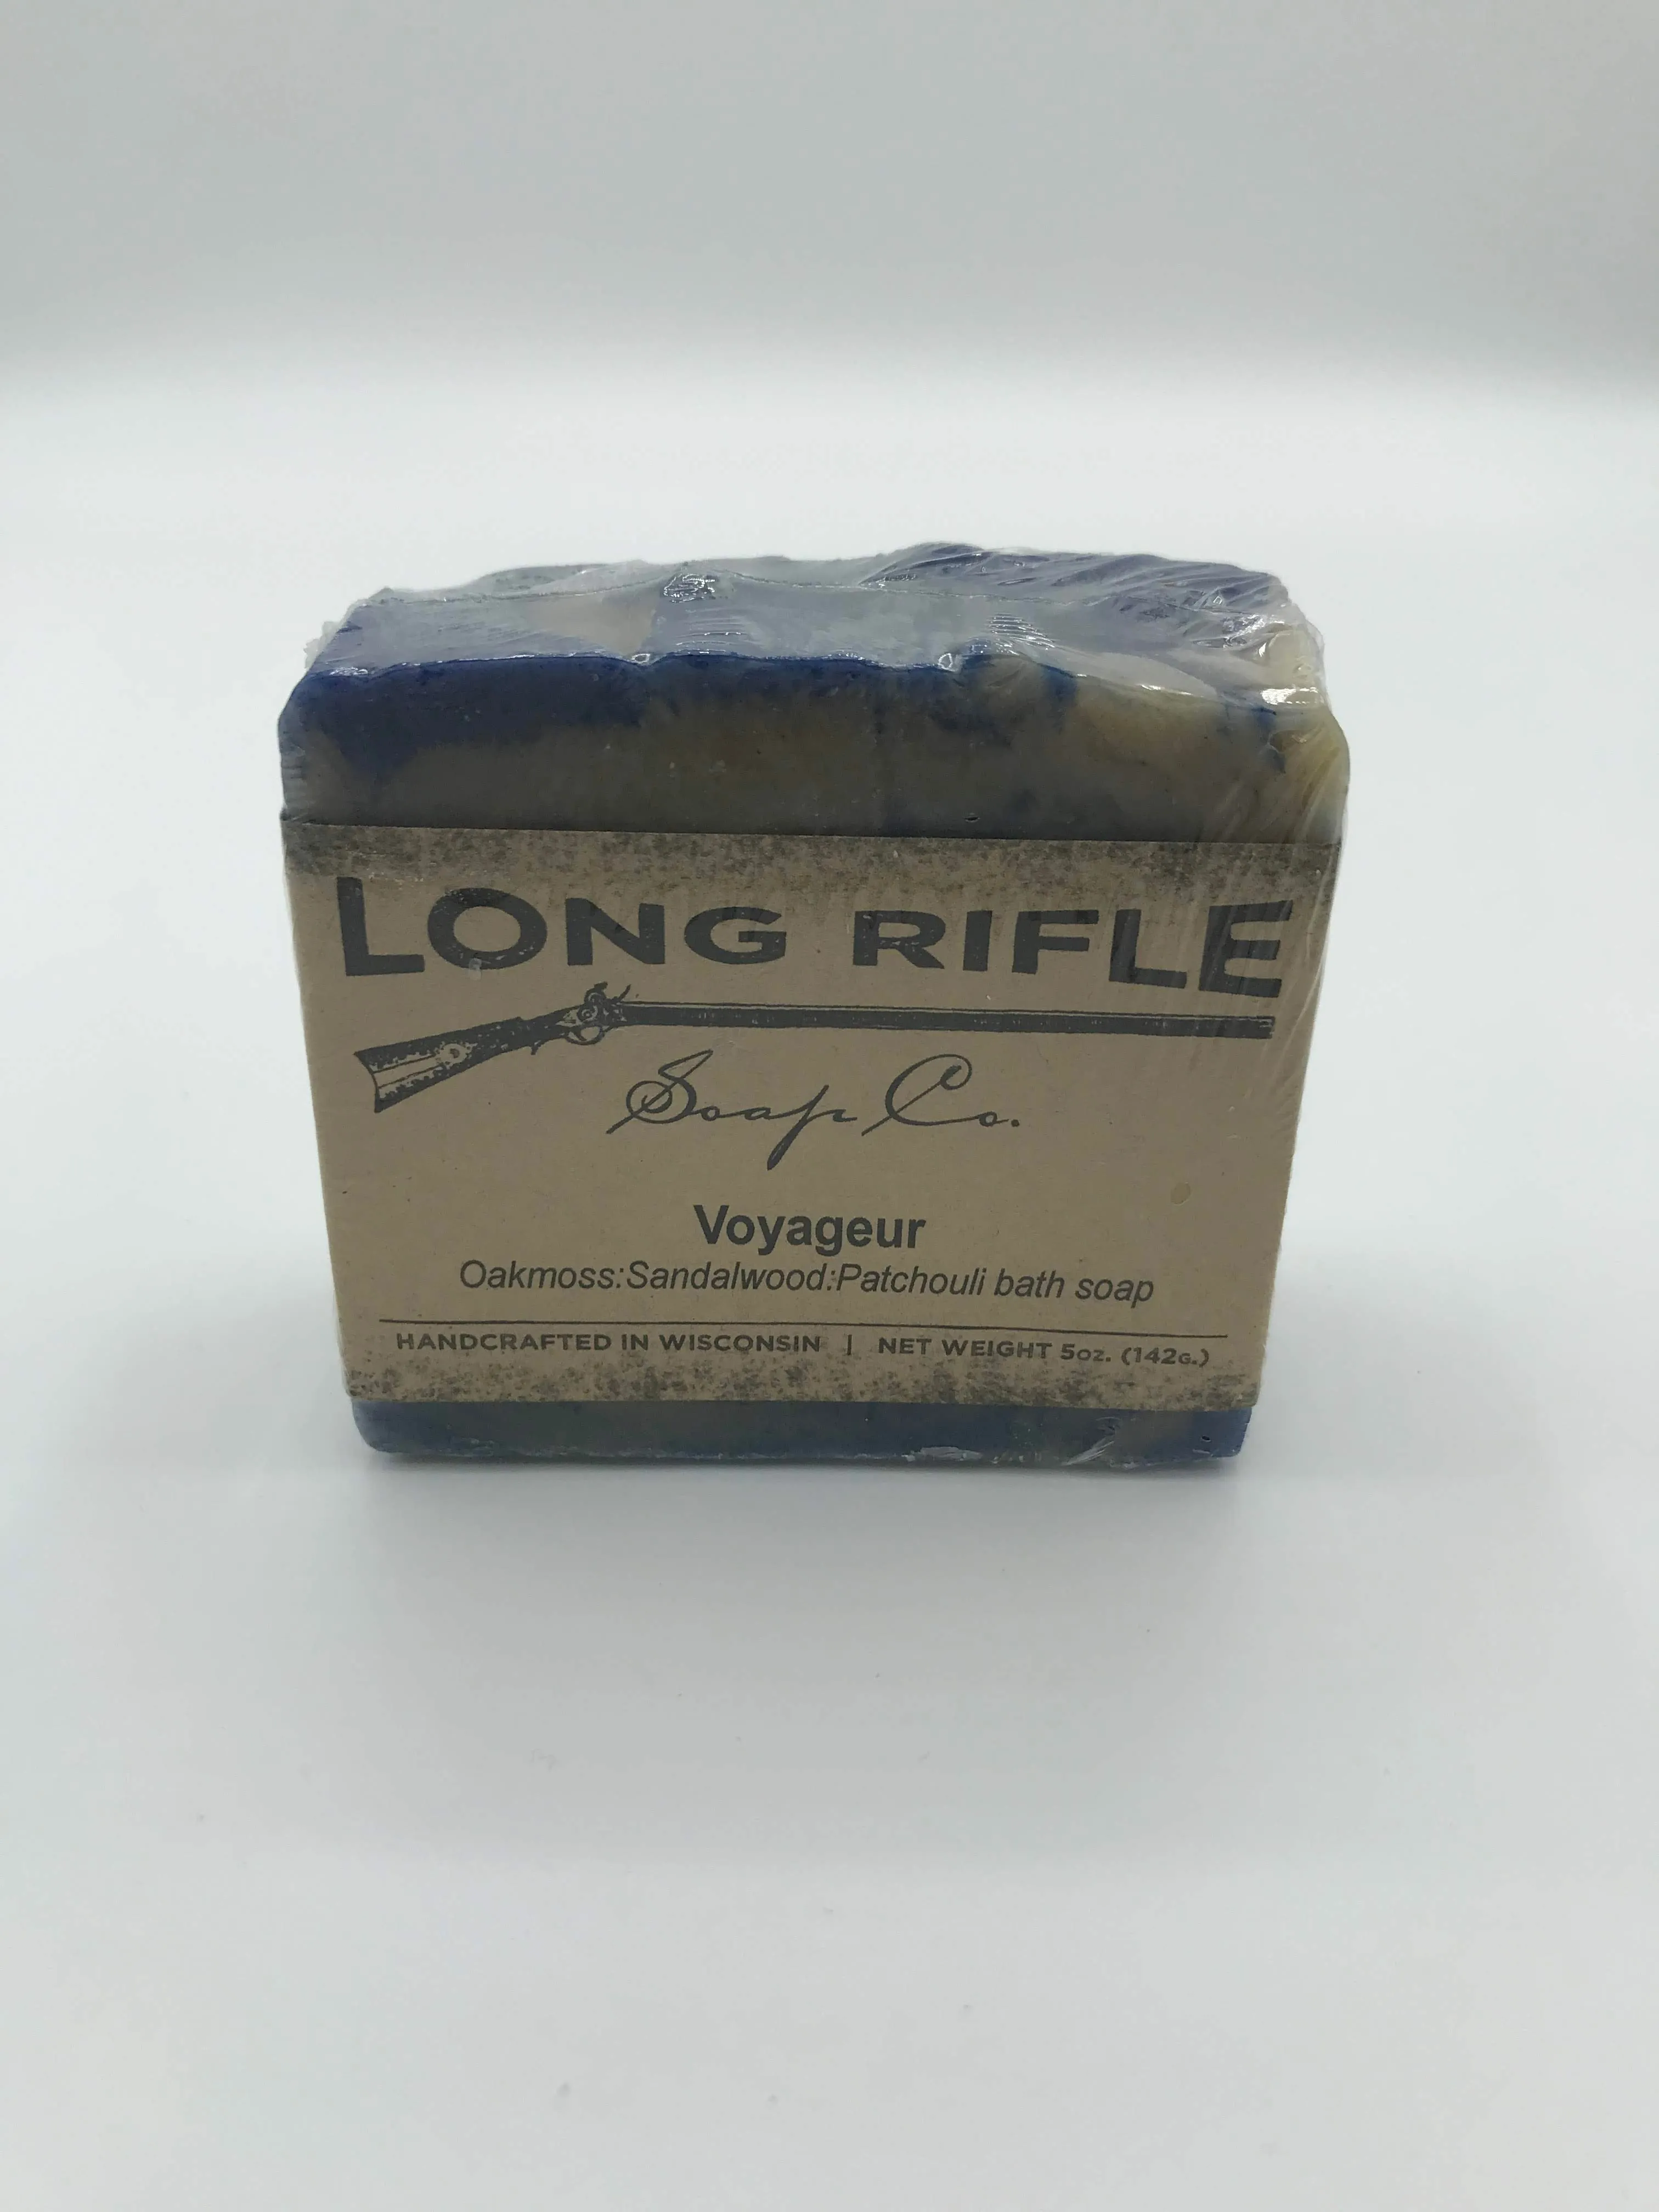 LONG RIFLE
Soap Co.
Voyageur
Oakmoss:Sandalwood:Patchouli bath soap
HANDCRAFTED IN WISCONSIN | NET WEIGHT 5oz. (142G.)